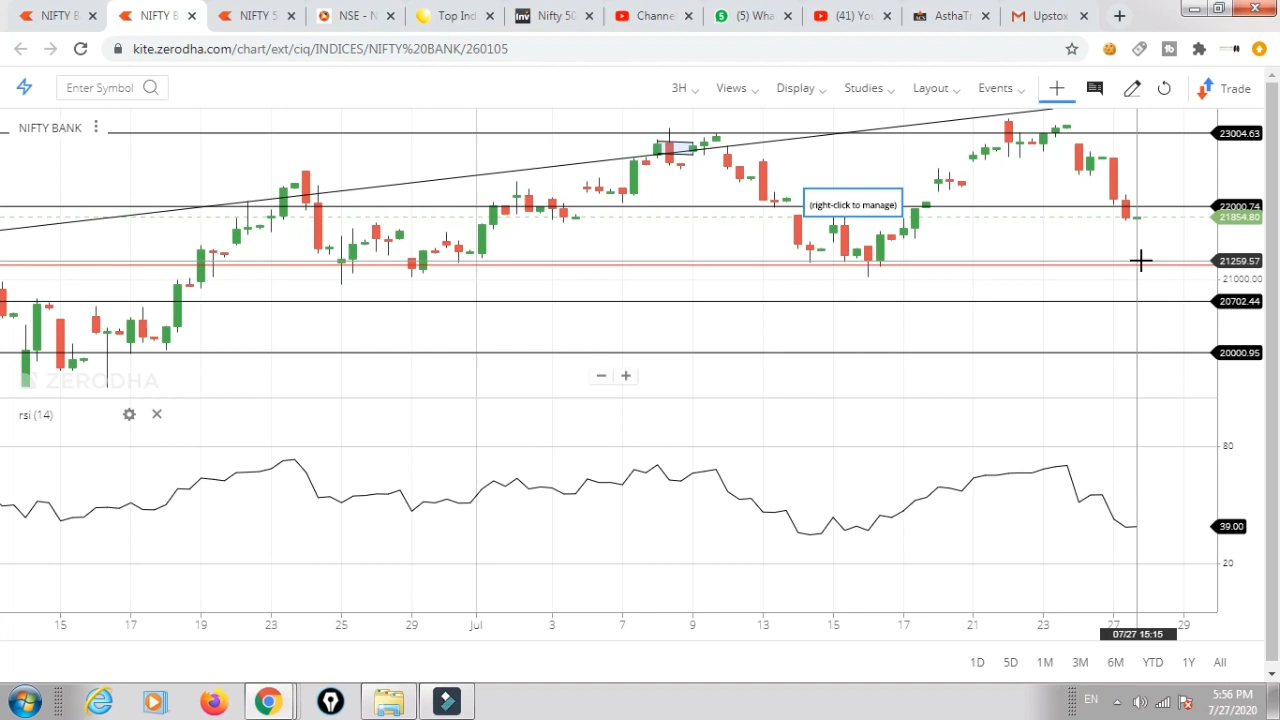 NIFTY B
NIFTY B
NIFTY 5
NSE - N
Top Ind
Nifty 50
Channe
(5) Wha
(41) You
AsthaTr
Upstox
kite.zerodha.com/chart/ext/ciq/INDICES/NIFTY%20BANK/260105
Enter Symbol
3H
Views
Display
Studies
Layout
Events
Trade
NIFTY BANK
23004.63
(right-click to manage)
22000.74
21854.80
21259.57
21000.00
20702.44
20000.95
ZERODHA
rsi (14)
80
39.00
20
15 17 19 23 25 29 Jul 3 7 9 13 15 17 21 23 27 29
07/27 15:15
1D 5D 1M 3M 6M YTD 1Y All
EN
5:56 PM
7/27/2020